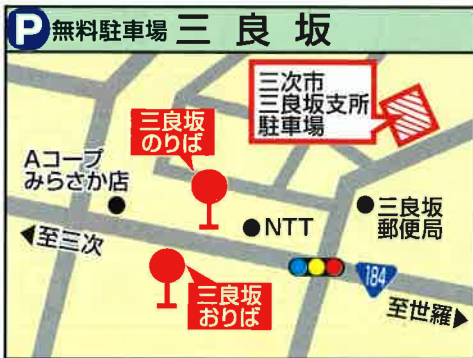 P 無料駐車場 三良坂
三次市
三良坂支所
駐車場
三良坂
のりば
Aコープ
みらさか店
NTT
三良坂
郵便局
◀至三次
三良坂
おりば
184
至世羅▶